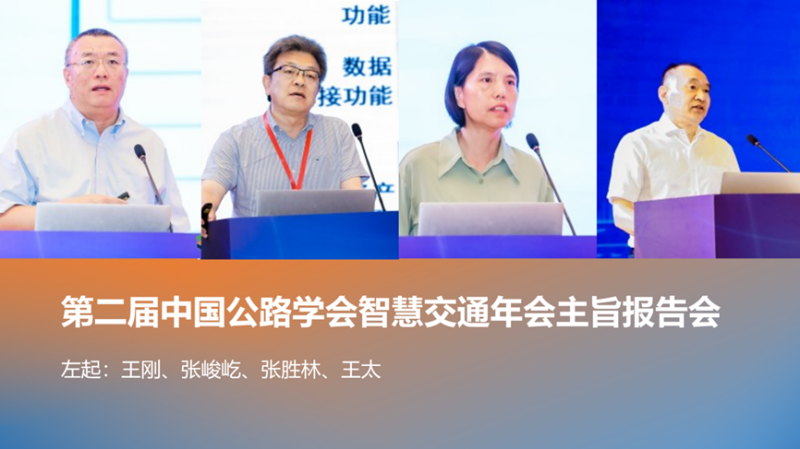 功能
数据
接功能
第二届中国公路学会智慧交通年会主旨报告会
左起：王刚、张峻屹、张胜林、王太